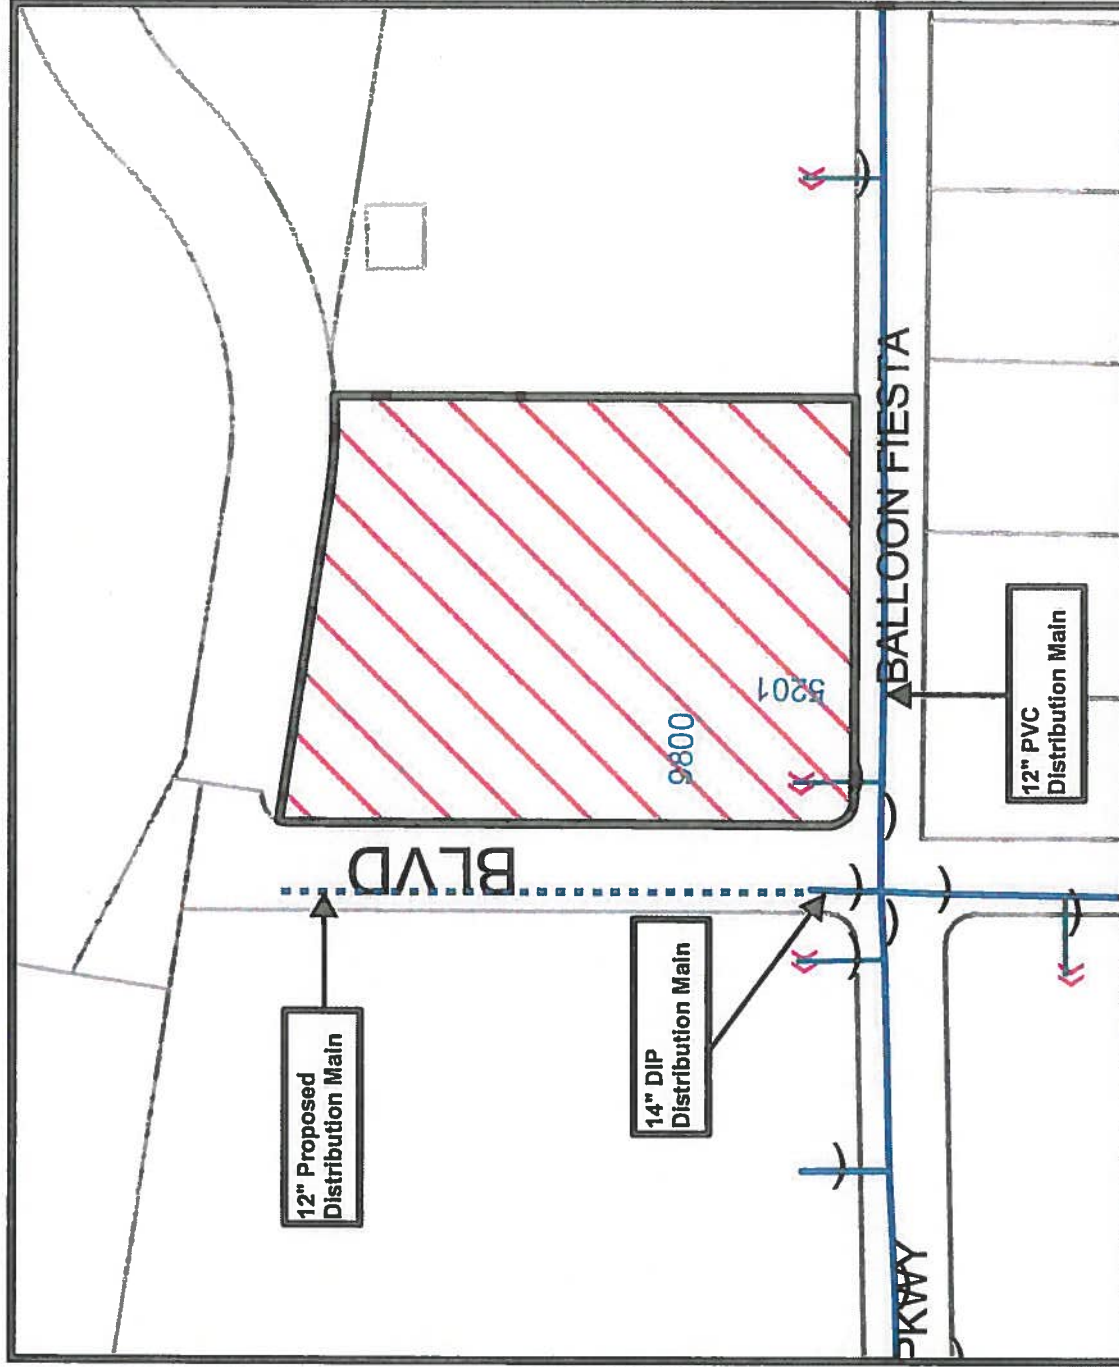 12" Proposed
Distribution Main
BLVD
14" DIP
Distribution Main
9800
5201
BALLOON FIESTA
PKWY
12" PVC
Distribution Main